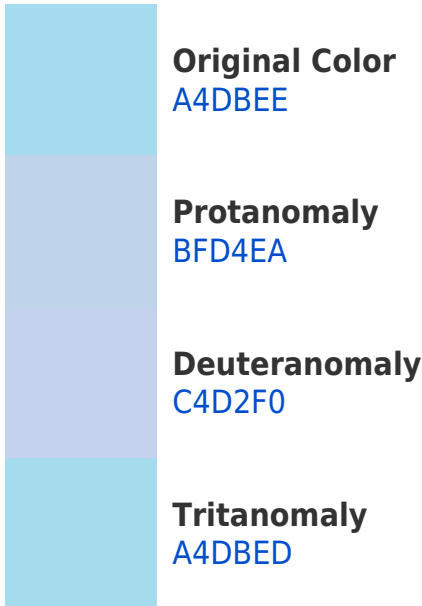 Original Color
A4DBEE
Protanomaly
BFD4EA
Deuteranomaly
C4D2F0
Tritanomaly
A4DBED